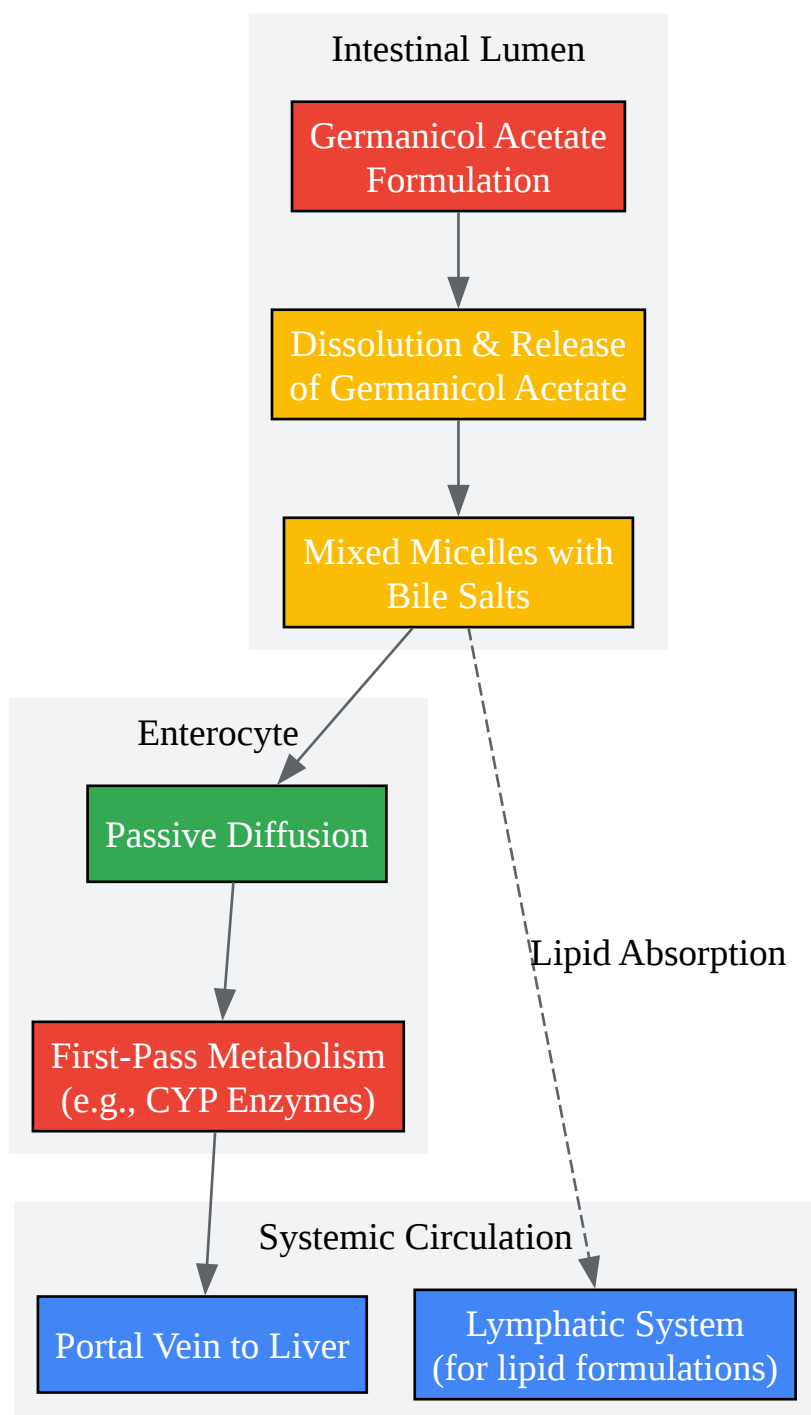 Intestinal Lumen
Germanicol Acetate
Formulation
Dissolution & Release
of Germanicol Acetate
Mixed Micelles with
Bile Salts
Enterocyte
Passive Diffusion
Lipid Absorption
First-Pass Metabolism
(e.g., CYP Enzymes)
Systemic Circulation
Portal Vein to Liver
Lymphatic System
(for lipid formulations)